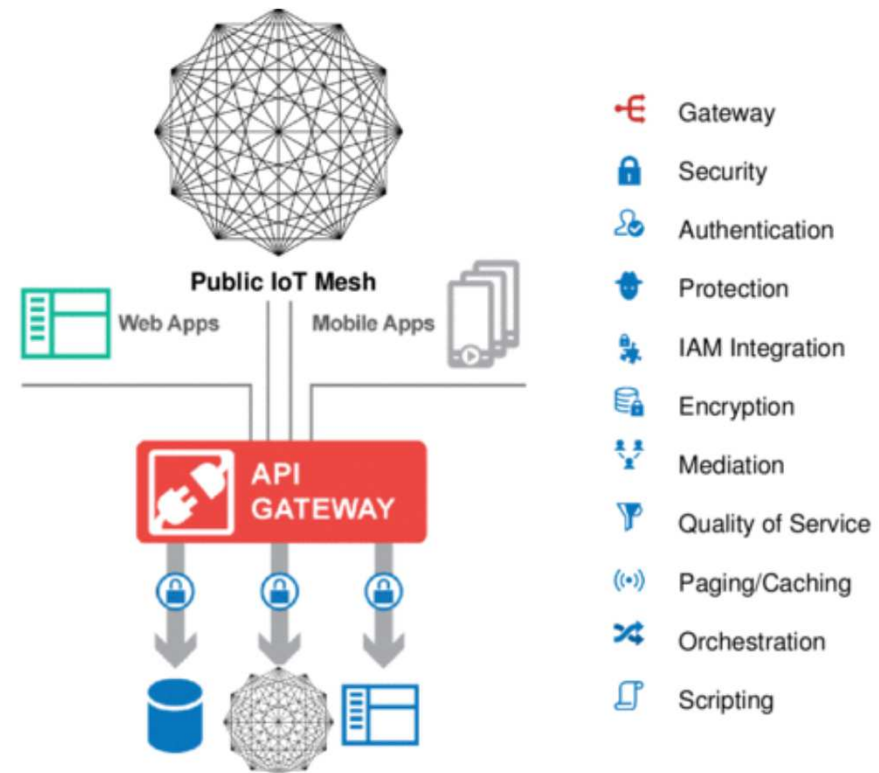 Public IoT Mesh
Web Apps
Mobile Apps
API
GATEWAY
Gateway
Security
Authentication
Protection
IAM Integration
Encryption
Mediation
Quality of Service
Paging/Caching
Orchestration
Scripting